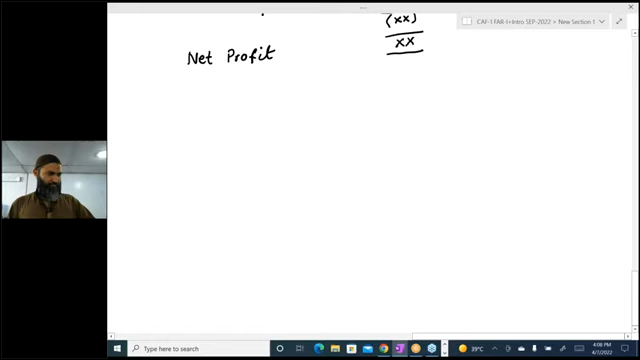 (xx)
CAF-1 FAR-I-Intro SEP-2022 > New Section 1
xx
Net Profit
Type here to search
39°C
4:08 PM
4/7/2022